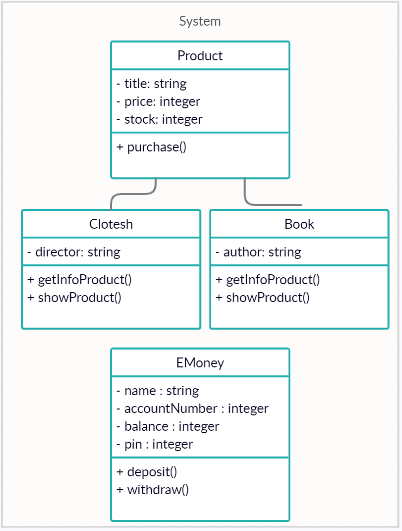 System
Product
- title: string
- price: integer
- stock: integer
+ purchase()
Clotesh
- director: string
+ getInfoProduct()
+ showProduct()
Book
- author: string
+ getInfoProduct()
+ showProduct()
EMoney
- name : string
- accountNumber : integer
- balance : integer
- pin : integer
+ deposit()
+ withdraw()